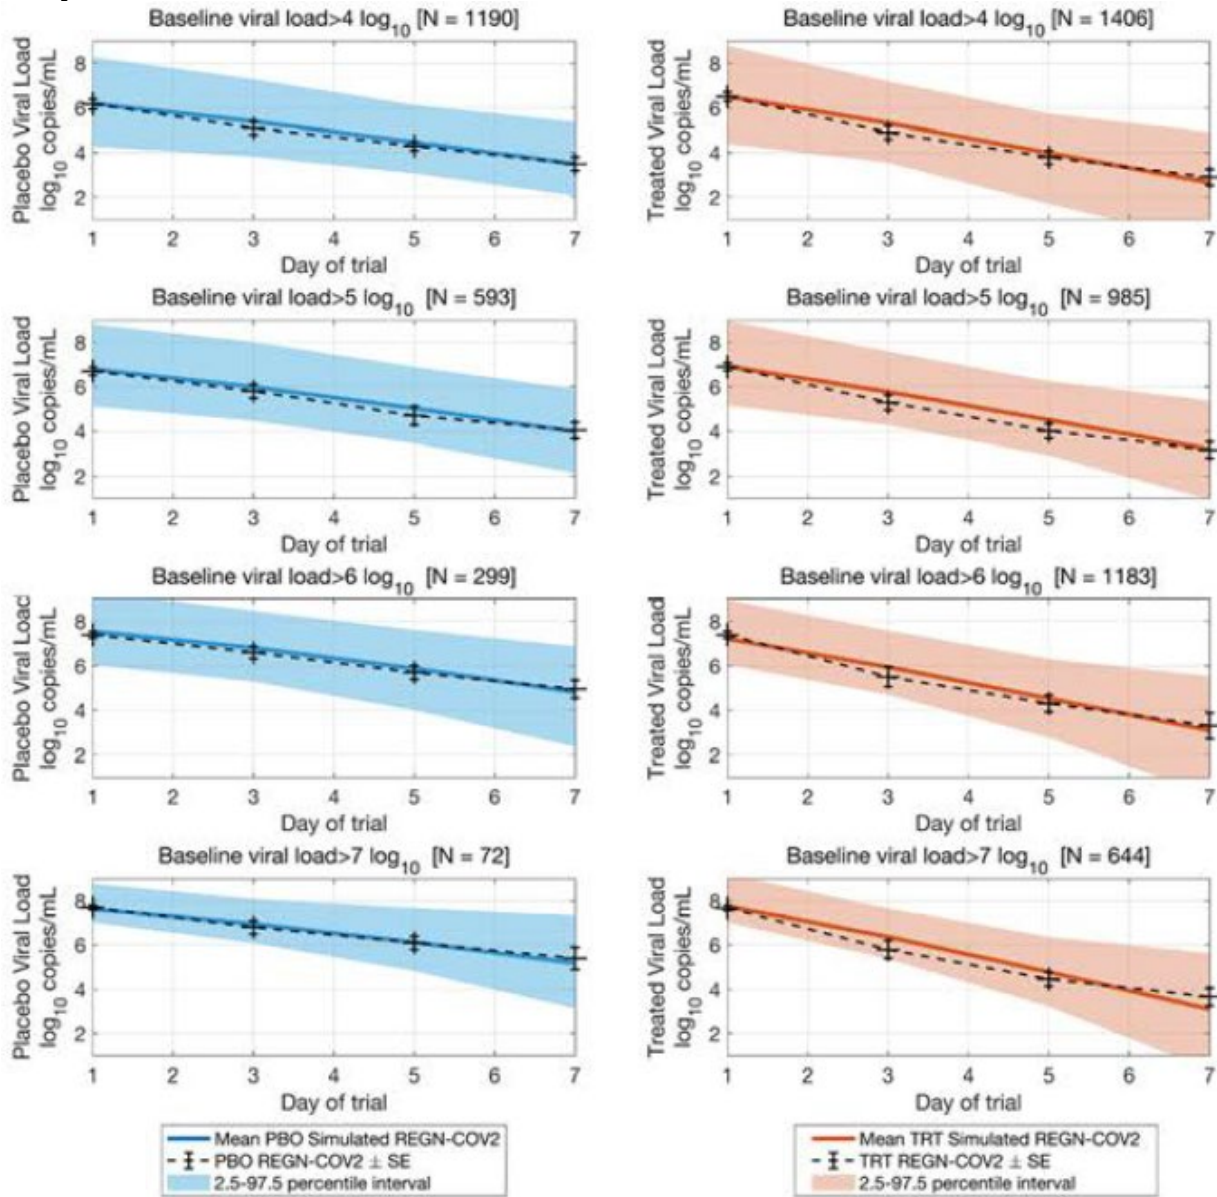 Baseline viral load>4 log10 [N = 1190]
Placebo Viral Load
log10 copies/mL
8
6
4
2
1 2 3 4 5 6 7
Day of trial
Baseline viral load>4 log10 [N = 1406]
Treated Viral Load
log10 copies/mL
8
6
4
2
1 2 3 4 5 6 7
Day of trial
Baseline viral load>5 log10 [N = 593]
Placebo Viral Load
log10 copies/mL
8
6
4
2
1 2 3 4 5 6 7
Day of trial
Baseline viral load>5 log10 [N = 985]
Treated Viral Load
log10 copies/mL
8
6
4
2
1 2 3 4 5 6 7
Day of trial
Baseline viral load>6 log10 [N = 299]
Placebo Viral Load
log10 copies/mL
8
6
4
2
1 2 3 4 5 6 7
Day of trial
Baseline viral load>6 log10 [N = 1183]
Treated Viral Load
log10 copies/mL
8
6
4
2
1 2 3 4 5 6 7
Day of trial
Baseline viral load>7 log10 [N = 72]
Placebo Viral Load
log10 copies/mL
8
6
4
2
1 2 3 4 5 6 7
Day of trial
Baseline viral load>7 log10 [N = 644]
Treated Viral Load
log10 copies/mL
8
6
4
2
1 2 3 4 5 6 7
Day of trial
Mean PBO Simulated REGN-COV2
PBO REGN-COV2 ± SE
2.5-97.5 percentile interval
Mean TRT Simulated REGN-COV2
TRT REGN-COV2 ± SE
2.5-97.5 percentile interval